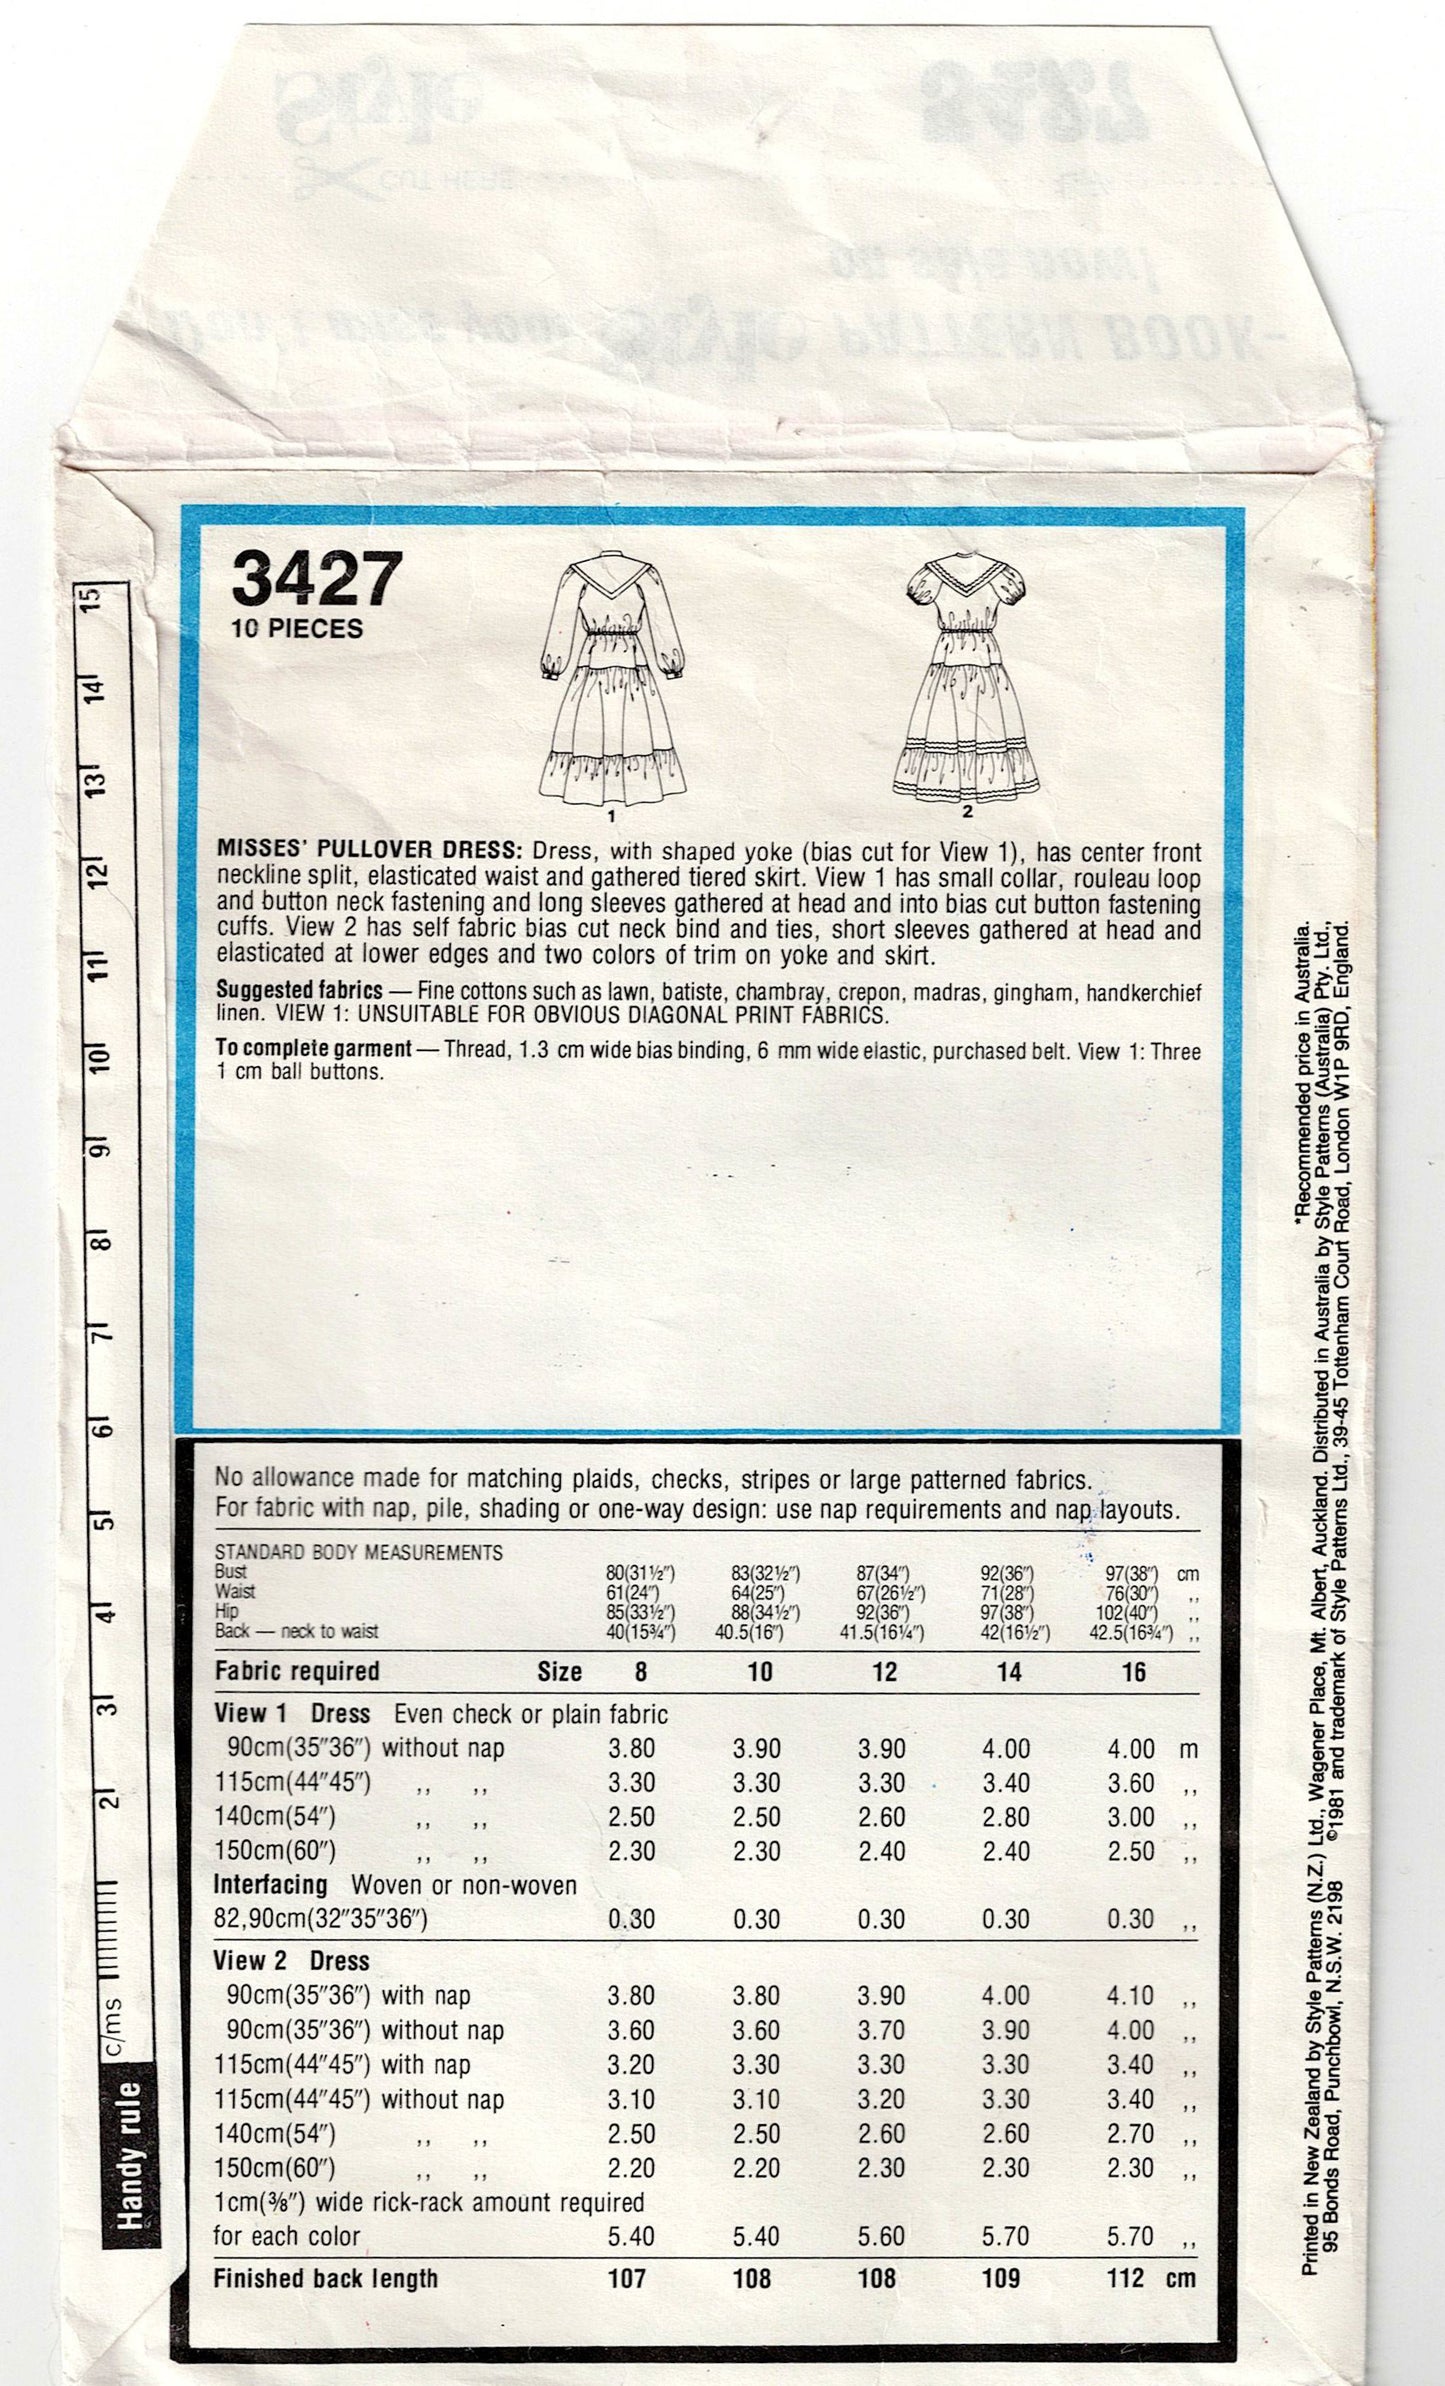 Style
3427
CUT HERE
3427
10 PIECES
1
2
MISSES' PULLOVER DRESS: Dress, with shaped yoke (bias cut for View 1), has center front
neckline split, elasticated waist and gathered tiered skirt. View 1 has small collar, rouleau loop
and button neck fastening and long sleeves gathered at head and into bias cut button fastening
cuffs. View 2 has self fabric bias cut neck bind and ties, short sleeves gathered at head and
elasticated at lower edges and two colors of trim on yoke and skirt.
Suggested fabrics — Fine cottons such as lawn, batiste, chambray, crepon, madras, gingham, handkerchief
linen. VIEW 1: UNSUITABLE FOR OBVIOUS DIAGONAL PRINT FABRICS.
To complete garment — Thread, 1.3 cm wide bias binding, 6 mm wide elastic, purchased belt. View 1: Three
1 cm ball buttons.
No allowance made for matching plaids, checks, stripes or large patterned fabrics.
For fabric with nap, pile, shading or one-way design: use nap requirements and nap layouts.
STANDARD BODY MEASUREMENTS
Bust 80(31½") 83(32½") 87(34") 92(36") 97(38") cm
Waist 61(24") 64(25") 67(26½") 71(28") 76(30") ,,
Hip 85(33½") 88(34½") 92(36") 97(38") 102(40") ,,
Back — neck to waist 40(15¾") 40.5(16") 41.5(16¼") 42(16½") 42.5(16¾") ,,
Fabric required Size 8 10 12 14 16
View 1 Dress Even check or plain fabric
90cm(35"36") without nap 3.80 3.90 3.90 4.00 4.00 m
115cm(44"45") ,, ,, 3.30 3.30 3.30 3.40 3.60 ,,
140cm(54") ,, ,, 2.50 2.50 2.60 2.80 3.00 ,,
150cm(60") ,, ,, 2.30 2.30 2.40 2.40 2.50 ,,
Interfacing Woven or non-woven
82,90cm(32"35"36") 0.30 0.30 0.30 0.30 0.30 ,,
View 2 Dress
90cm(35"36") with nap 3.80 3.80 3.90 4.00 4.10 ,,
90cm(35"36") without nap 3.60 3.60 3.70 3.90 4.00 ,,
115cm(44"45") with nap 3.20 3.30 3.30 3.30 3.40 ,,
115cm(44"45") without nap 3.10 3.10 3.20 3.30 3.40 ,,
140cm(54") ,, ,, 2.50 2.50 2.60 2.60 2.70 ,,
150cm(60") ,, ,, 2.20 2.20 2.30 2.30 2.30 ,,
1cm(⅜") wide rick-rack amount required
for each color 5.40 5.40 5.60 5.70 5.70 ,,
Finished back length 107 108 108 109 112 cm
Handy rule c/ms 2 3 4 5 6 7 8 9 10 11 12 13 14 15
*Recommended price in Australia.
Printed in New Zealand by Style Patterns (N.Z.) Ltd., Wagener Place, Mt. Albert, Auckland. Distributed in Australia by Style Patterns (Australia) Pty. Ltd.,
95 Bonds Road, Punchbowl, N.S.W. 2198 ©1981 and trademark of Style Patterns Ltd., 39-45 Tottenham Court Road, London W1P 9RD, England.